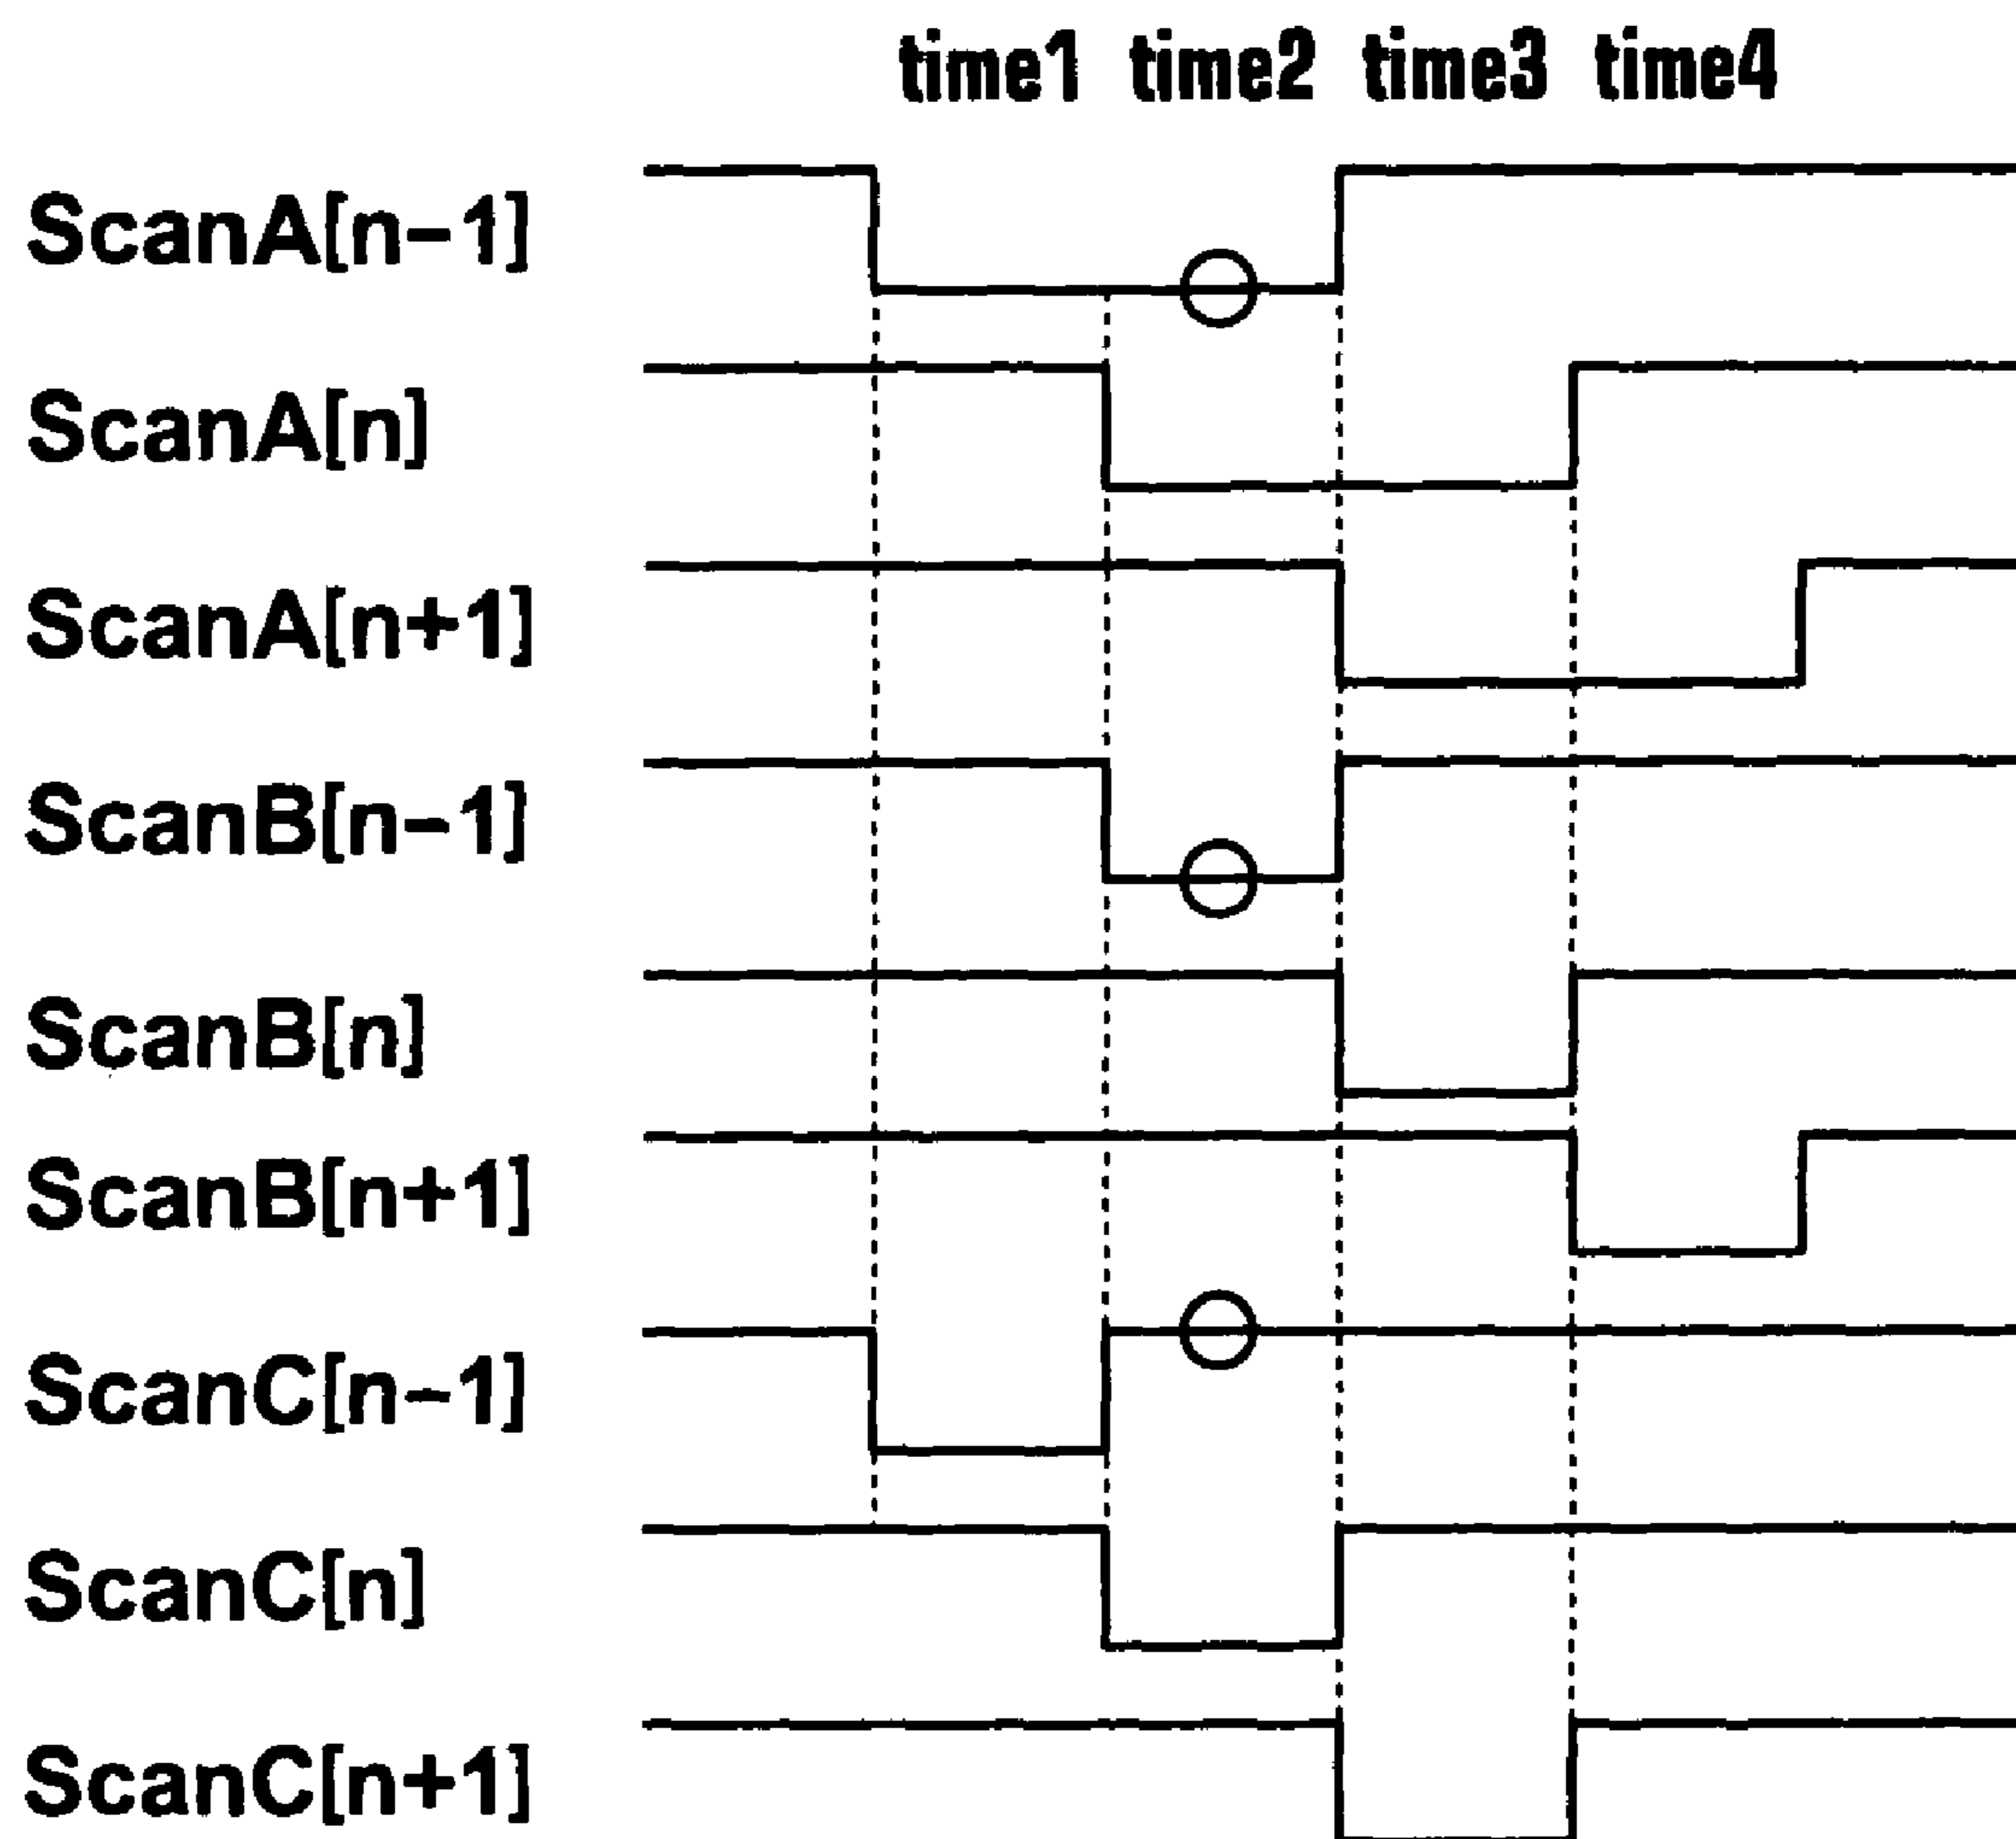 time1 time2 time3 time4
ScanA[n-1]
ScanA[n]
ScanA[n+1]
ScanB[n-1]
ScanB[n]
ScanB[n+1]
ScanC[n-1]
ScanC[n]
ScanC[n+1]